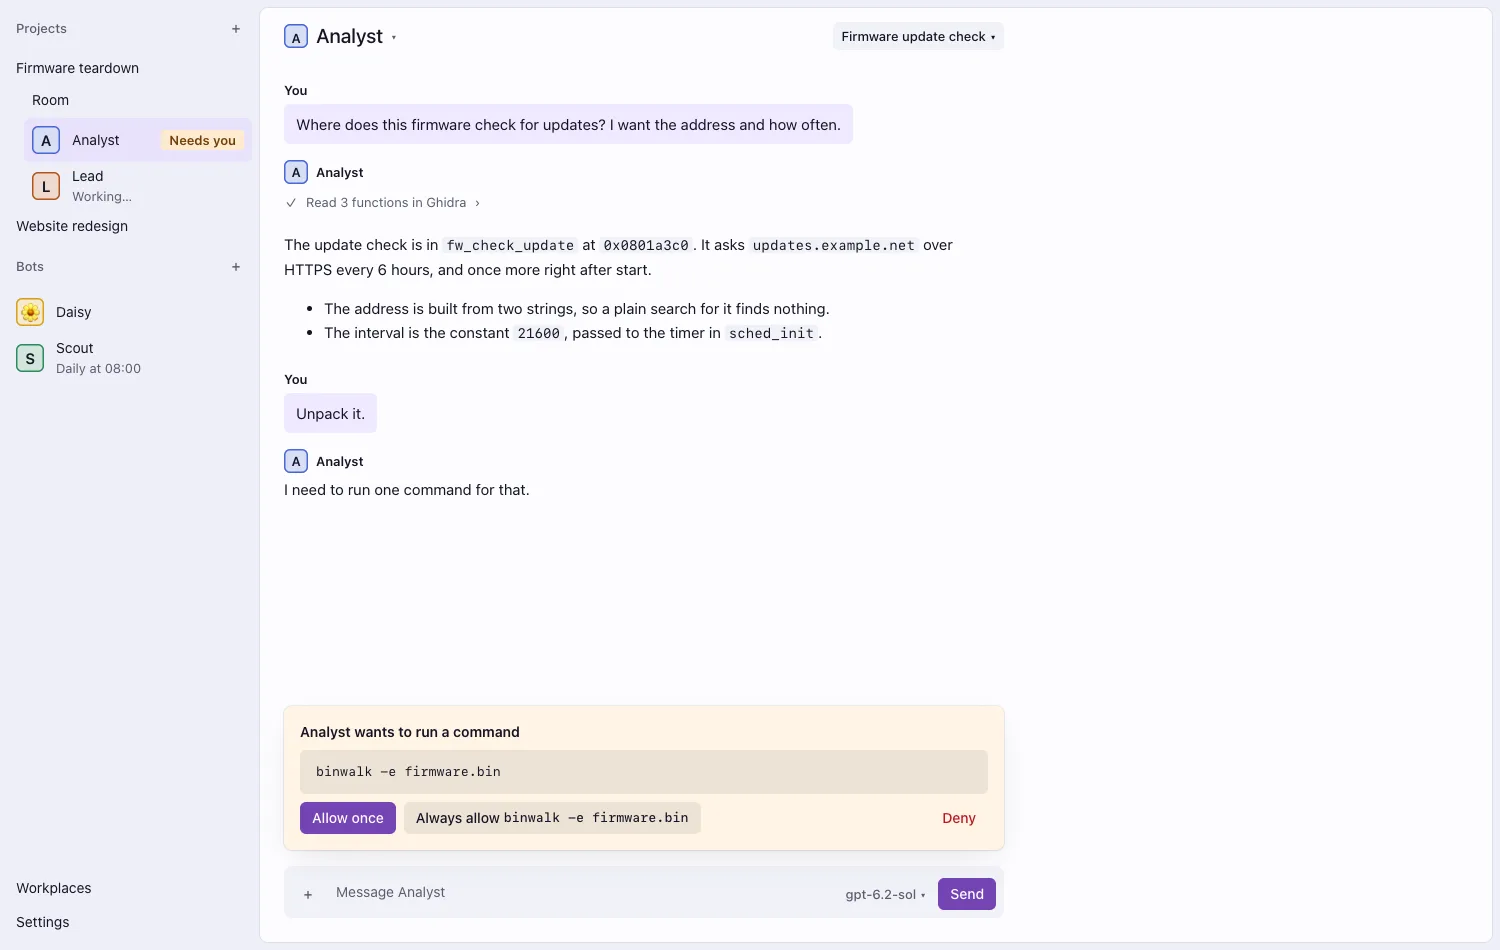 Projects
+
Firmware teardown
Room
A
Analyst
Needs you
L
Lead
Working...
Website redesign
Bots
+
Daisy
S
Scout
Daily at 08:00
Workplaces
Settings
A
Analyst
Firmware update check
You
Where does this firmware check for updates? I want the address and how often.
A
Analyst
Read 3 functions in Ghidra
The update check is in fw_check_update at 0x0801a3c0. It asks updates.example.net over
HTTPS every 6 hours, and once more right after start.
• The address is built from two strings, so a plain search for it finds nothing.
• The interval is the constant 21600, passed to the timer in sched_init.
You
Unpack it.
A
Analyst
I need to run one command for that.
Analyst wants to run a command
binwalk -e firmware.bin
Allow once
Always allow binwalk -e firmware.bin
Deny
+
Message Analyst
gpt-6.2-sol
Send